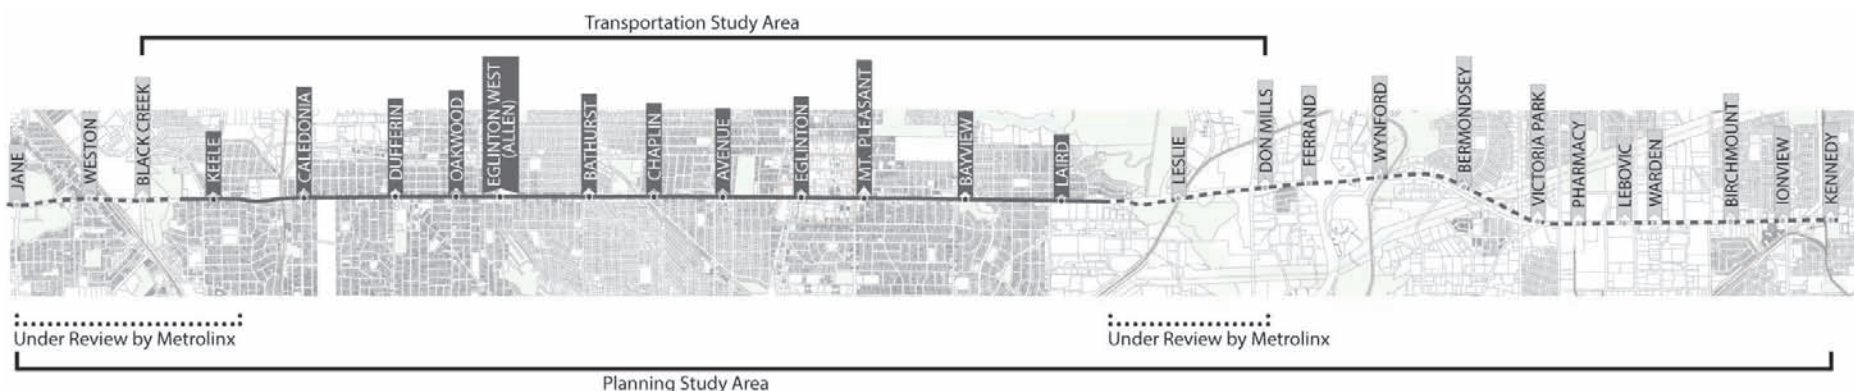 Transportation Study Area
JANE
WESTON
BLACK CREEK
KEELE
CALEDONIA
DUFFERIN
OAKWOOD
EGLINTON WEST
(ALLEN)
BATHURST
CHAPLIN
AVENUE
EGLINTON
MT. PLEASANT
BAYVIEW
LAIRD
LESLIE
DON MILLS
FERRAND
WYNFORD
BERMONDSEY
VICTORIA PARK
PHARMACY
LEBOVIC
WARDEN
BIRCHMOUNT
IONVIEW
KENNEDY
Under Review by Metrolinx
Under Review by Metrolinx
Planning Study Area